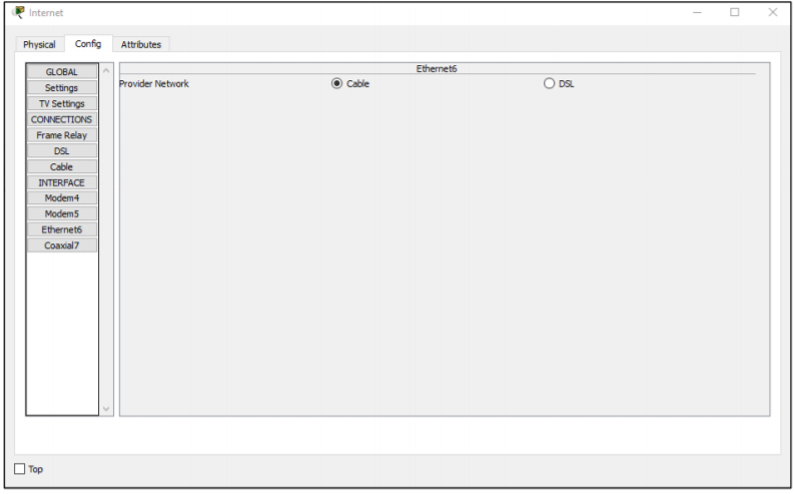 Internet
Physical Config Attributes
GLOBAL
Settings
TV Settings
CONNECTIONS
Frame Relay
DSL
Cable
INTERFACE
Modem4
Modem5
Ethernet6
Coaxial7
Ethernet6
Provider Network Cable DSL
Top